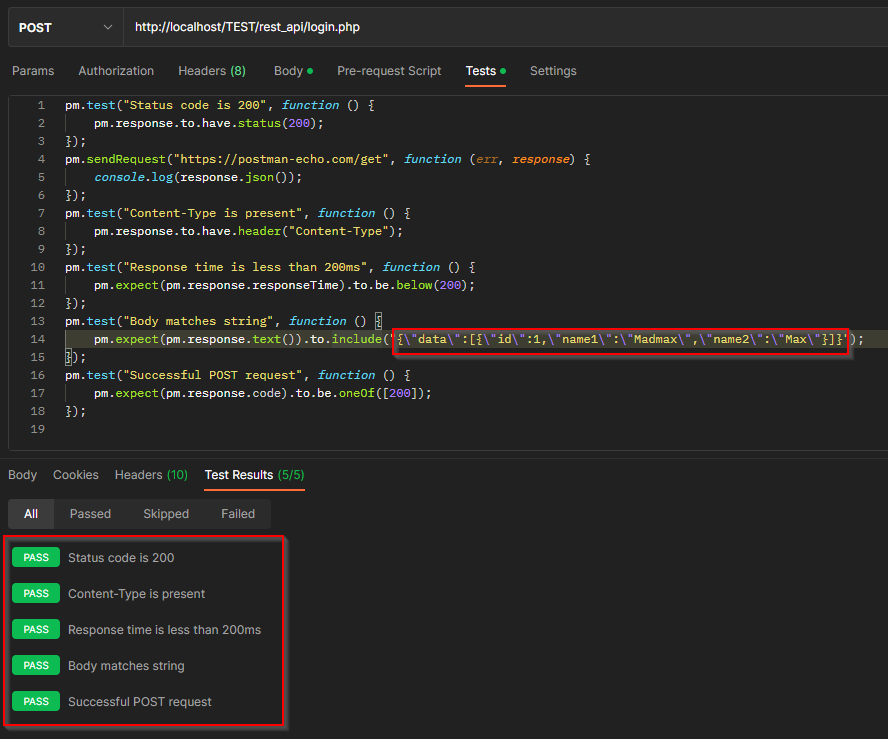 POST http://localhost/TEST/rest_api/login.php
Params Authorization Headers (8) Body Pre-request Script Tests Settings
1 pm.test("Status code is 200", function () {
2 pm.response.to.have.status(200);
3 });
4 pm.sendRequest("https://postman-echo.com/get", function (err, response) {
5 console.log(response.json());
6 });
7 pm.test("Content-Type is present", function () {
8 pm.response.to.have.header("Content-Type");
9 });
10 pm.test("Response time is less than 200ms", function () {
11 pm.expect(pm.response.responseTime).to.be.below(200);
12 });
13 pm.test("Body matches string", function () {
14 pm.expect(pm.response.text()).to.include("{\"data\":[{\"id\":1,\"name1\":\"Madmax\",\"name2\":\"Max\"}]}");
15 });
16 pm.test("Successful POST request", function () {
17 pm.expect(pm.response.code).to.be.oneOf([200]);
18 });
19
Body Cookies Headers (10) Test Results (5/5)
All Passed Skipped Failed
PASS Status code is 200
PASS Content-Type is present
PASS Response time is less than 200ms
PASS Body matches string
PASS Successful POST request